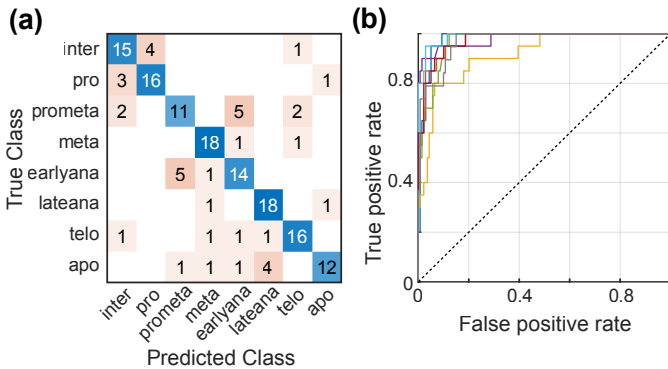 (a)
True Class
inter 15 4 1
pro 3 16 1
prometa 2 11 5 2
meta 18 1 1
earlyana 5 1 14
lateana 1 18 1
telo 1 1 1 1 16
apo 1 1 1 4 12
inter pro prometa meta earlyana lateana telo apo
Predicted Class
(b)
True positive rate
0.8
0.4
0
0 0.4 0.8
False positive rate